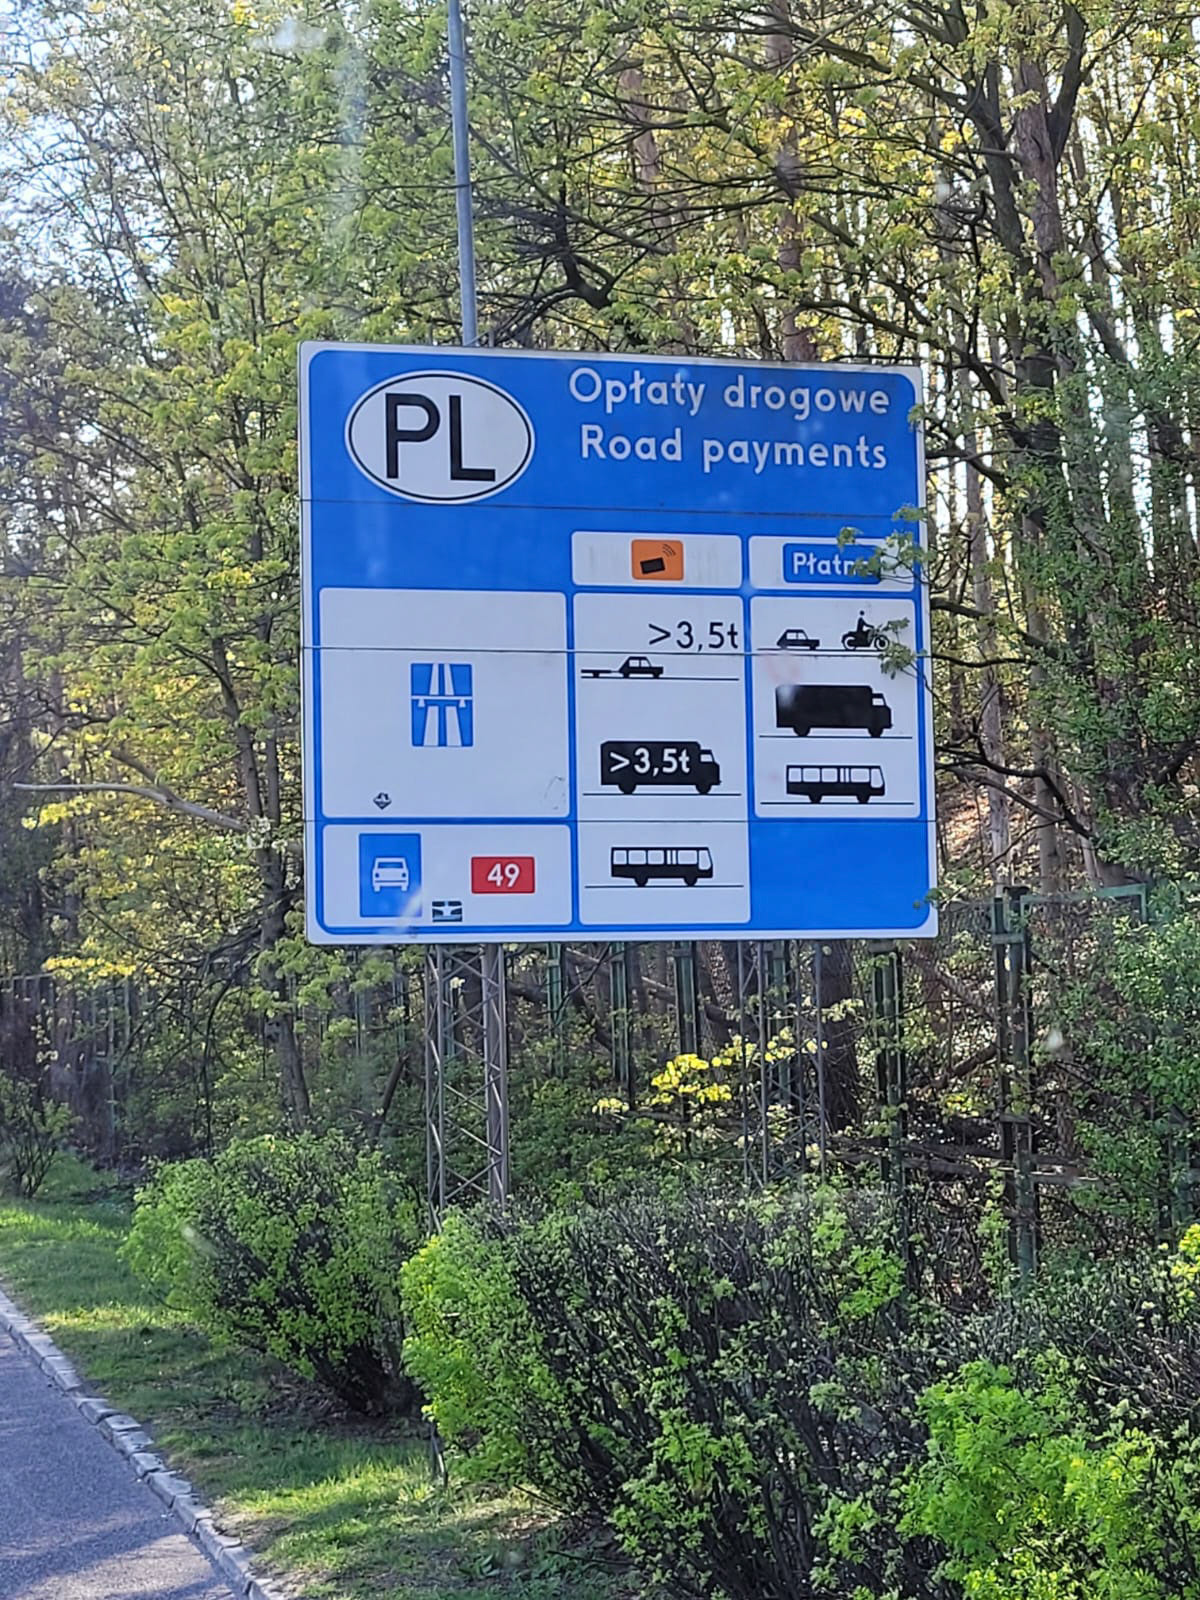 PL
Opłaty drogowe
Road payments
>3,5t
>3,5t
49